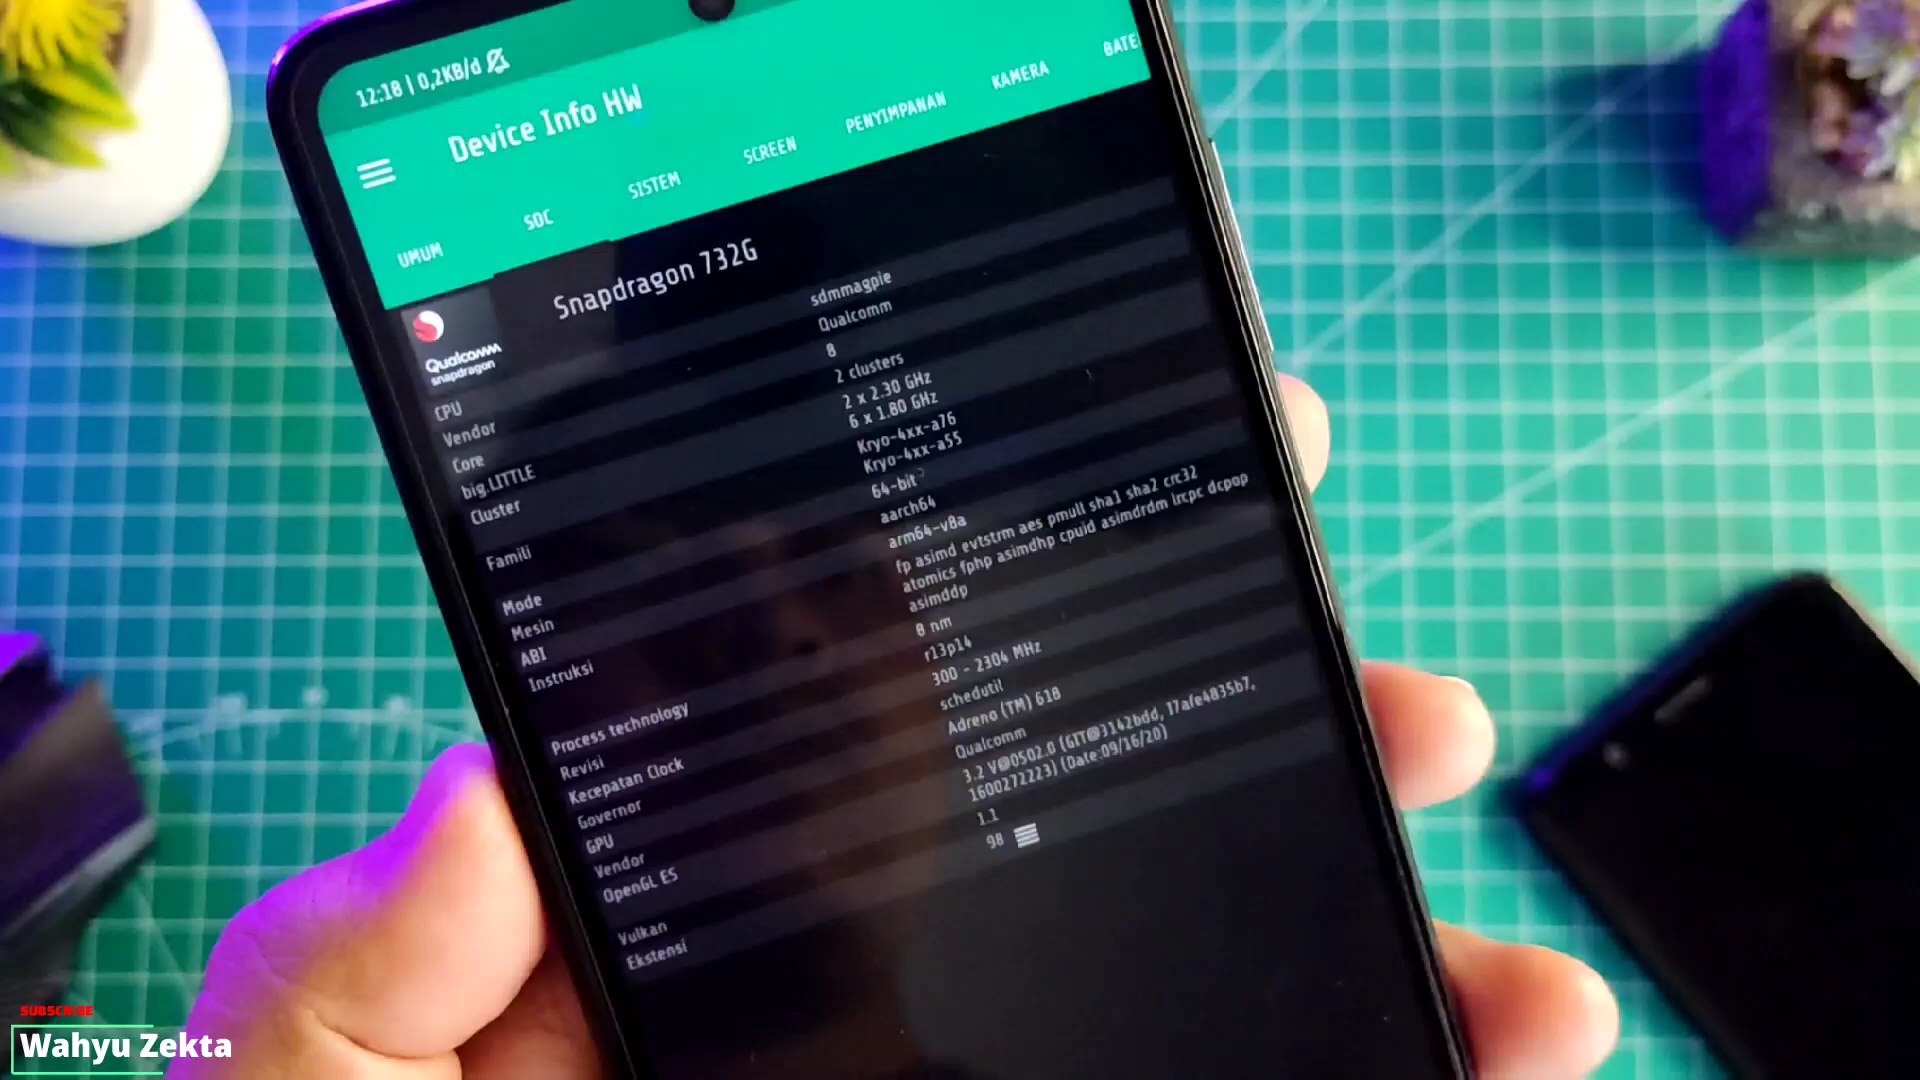 12:18 | 0,2KB/d
Device Info HW
UMUM SOC SISTEM SCREEN PENYIMPANAN KAMERA BATE
Snapdragon 732G
Qualcomm
snapdragon
CPU sdmmagpie
Vendor Qualcomm
Core 8
big.LITTLE 2 clusters
Cluster 2 x 2.30 GHz
6 x 1.80 GHz
Famili Kryo-4xx-a76
Kryo-4xx-a55
Mode 64-bit
Mesin aarch64
ABI arm64-v8a
Instruksi fp asimd evtstrm aes pmull sha1 sha2 crc32
atomics fphp asimdhp cpuid asimdrdm lrcpc dcpop
asimddp
Process technology 8 nm
Revisi r13p14
Kecepatan Clock 300 - 2304 MHz
Governor schedutil
GPU Adreno (TM) 618
Vendor Qualcomm
OpenGL ES 3.2 V@0502.0 (GIT@3142bdd, I7afe4835b7,
1600272223) (Date:09/16/20)
Vulkan 1.1
Ekstensi 98
SUBSCRIBE
Wahyu Zekta